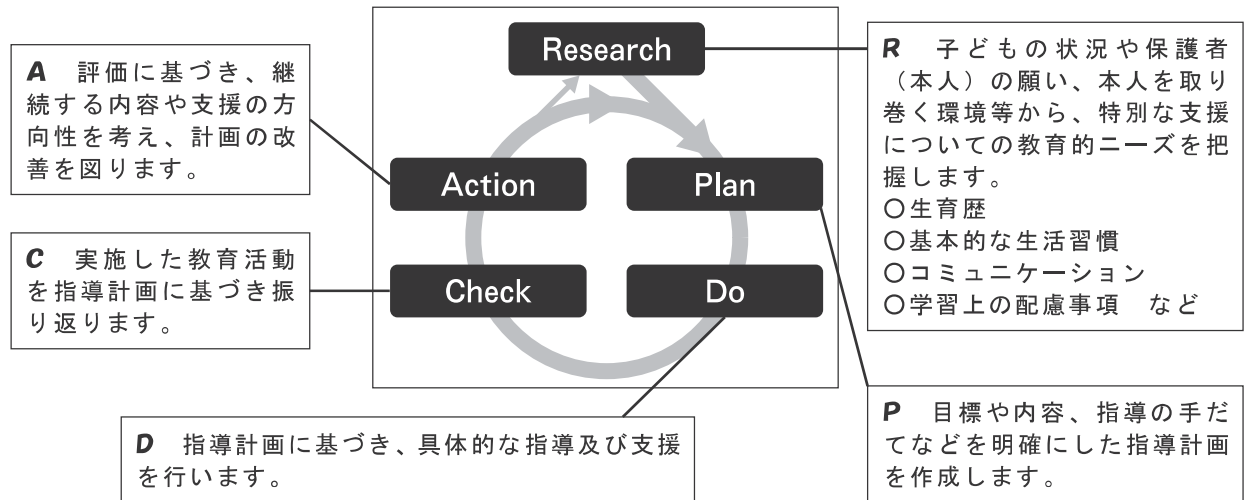 Research
A　評価に基づき、継
続する内容や支援の方
向性を考え、計画の改
善を図ります。
R　子どもの状況や保護者
（本人）の願い、本人を取り
巻く環境等から、特別な支援
についての教育的ニーズを把
握します。
○生育歴
○基本的な生活習慣
○コミュニケーション
○学習上の配慮事項　など
Action
Plan
C　実施した教育活動
を指導計画に基づき振
り返ります。
Check
Do
D　指導計画に基づき、具体的な指導及び支援
を行います。
P　目標や内容、指導の手だ
てなどを明確にした指導計画
を作成します。